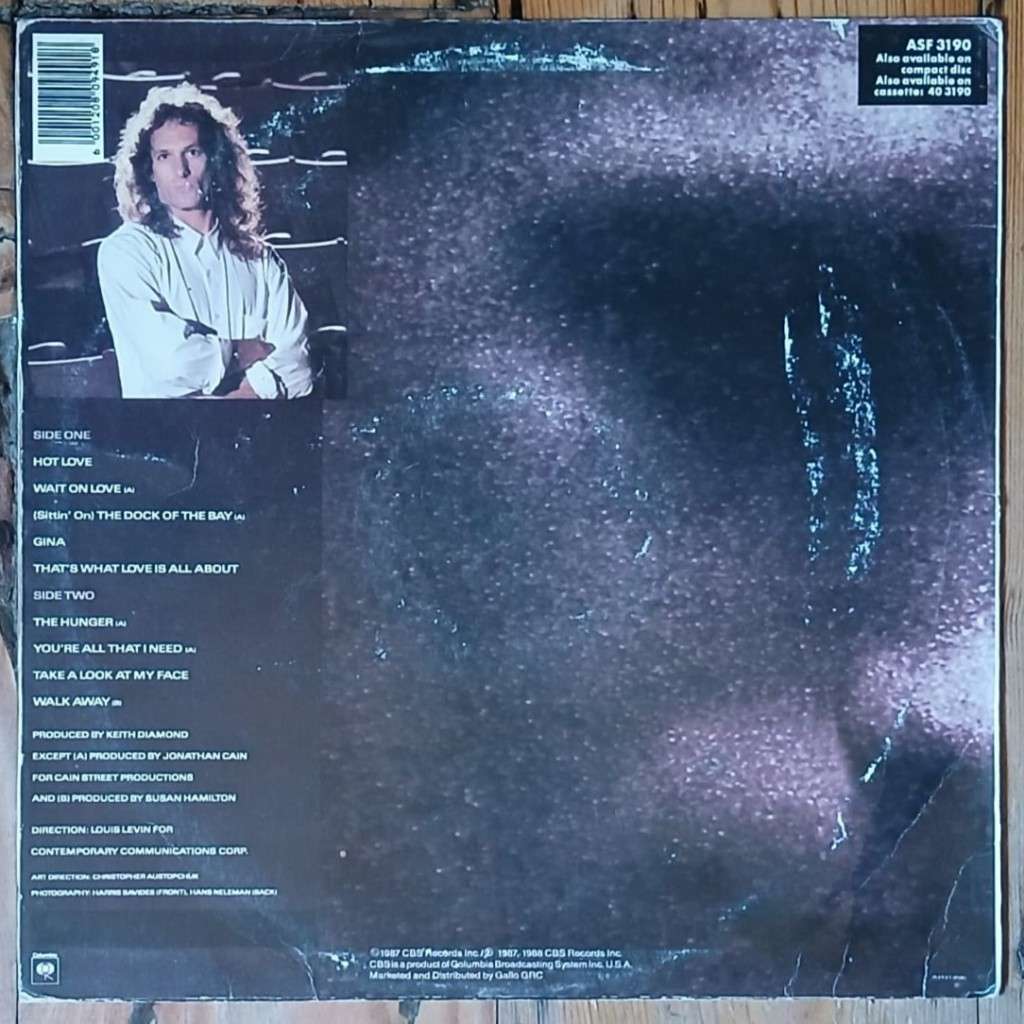 ASF 3190
Also available on
compact disc
Also available on
cassette: 40 3190
SIDE ONE
HOT LOVE
WAIT ON LOVE (A)
(Sittin' On) THE DOCK OF THE BAY (A)
GINA
THAT'S WHAT LOVE IS ALL ABOUT
SIDE TWO
THE HUNGER (A)
YOU'RE ALL THAT I NEED (A)
TAKE A LOOK AT MY FACE
WALK AWAY (B)
PRODUCED BY KEITH DIAMOND
EXCEPT (A) PRODUCED BY JONATHAN CAIN
FOR CAIN STREET PRODUCTIONS
AND (B) PRODUCED BY SUSAN HAMILTON
DIRECTION: LOUIS LEVIN FOR
CONTEMPORARY COMMUNICATIONS CORP.
ART DIRECTION: CHRISTOPHER AUSTOPCHUK
PHOTOGRAPHY: HARRIS SAVIDES (FRONT), HANS NELEMAN (BACK)
Columbia
© 1987 CBS Records Inc./℗ 1987, 1988 CBS Records Inc.
CBS is a product of Columbia Broadcasting System Inc. U.S.A.
Marketed and Distributed by Gallo GRC